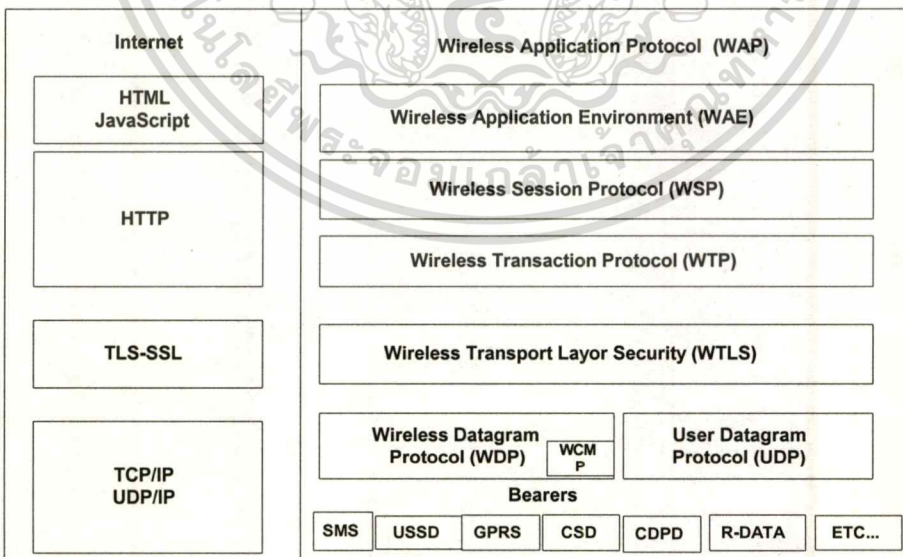 Internet
HTML
JavaScript
HTTP
TLS-SSL
TCP/IP
UDP/IP
Wireless Application Protocol (WAP)
Wireless Application Environment (WAE)
Wireless Session Protocol (WSP)
Wireless Transaction Protocol (WTP)
Wireless Transport Layor Security (WTLS)
Wireless Datagram
Protocol (WDP)
WCM
P
User Datagram
Protocol (UDP)
Bearers
SMS
USSD
GPRS
CSD
CDPD
R-DATA
ETC...